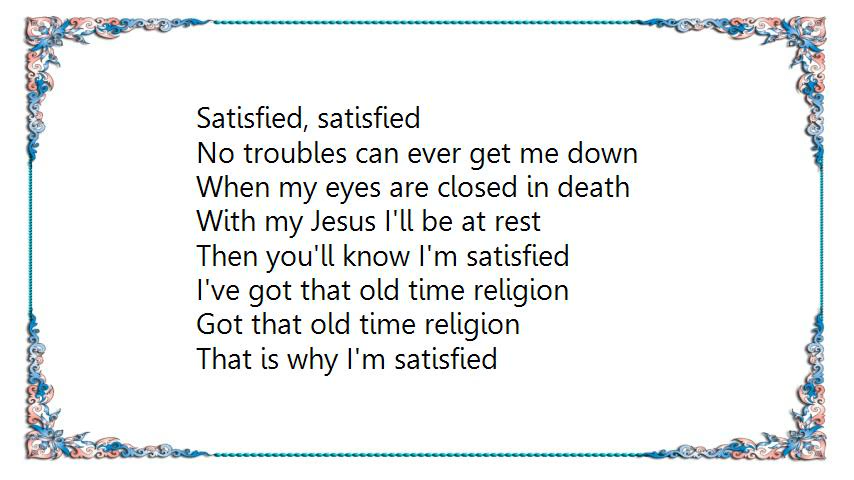 Satisfied, satisfied
No troubles can ever get me down
When my eyes are closed in death
With my Jesus I'll be at rest
Then you'll know I'm satisfied
I've got that old time religion
Got that old time religion
That is why I'm satisfied